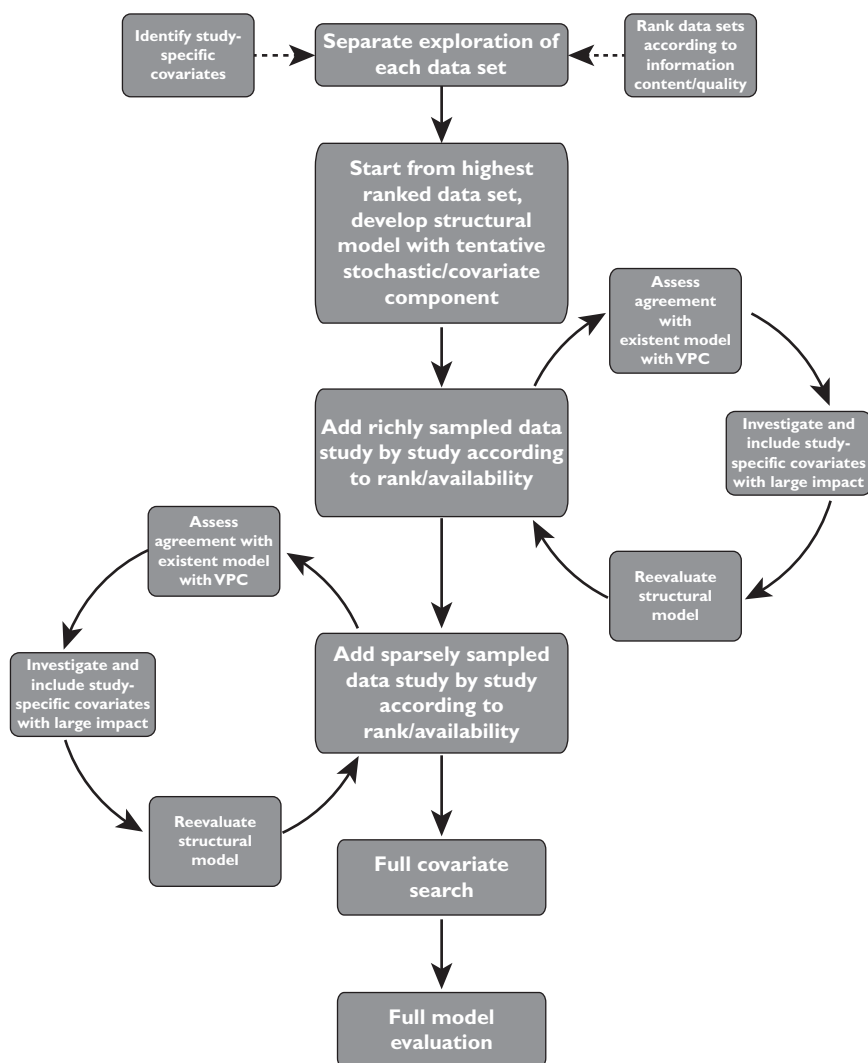 Identify study-
specific
covariates
Separate exploration of
each data set
Rank data sets
according to
information
content/quality
Start from highest
ranked data set,
develop structural
model with tentative
stochastic/covariate
component
Assess
agreement
with
existent model
with VPC
Add richly sampled data
study by study according
to rank/availability
Investigate and
include study-
specific covariates
with large impact
Reevaluate
structural
model
Assess
agreement with
existent model
with VPC
Add sparsely sampled
data study by study
according to
rank/availability
Investigate and
include study-
specific covariates
with large impact
Reevaluate
structural
model
Full covariate
search
Full model
evaluation